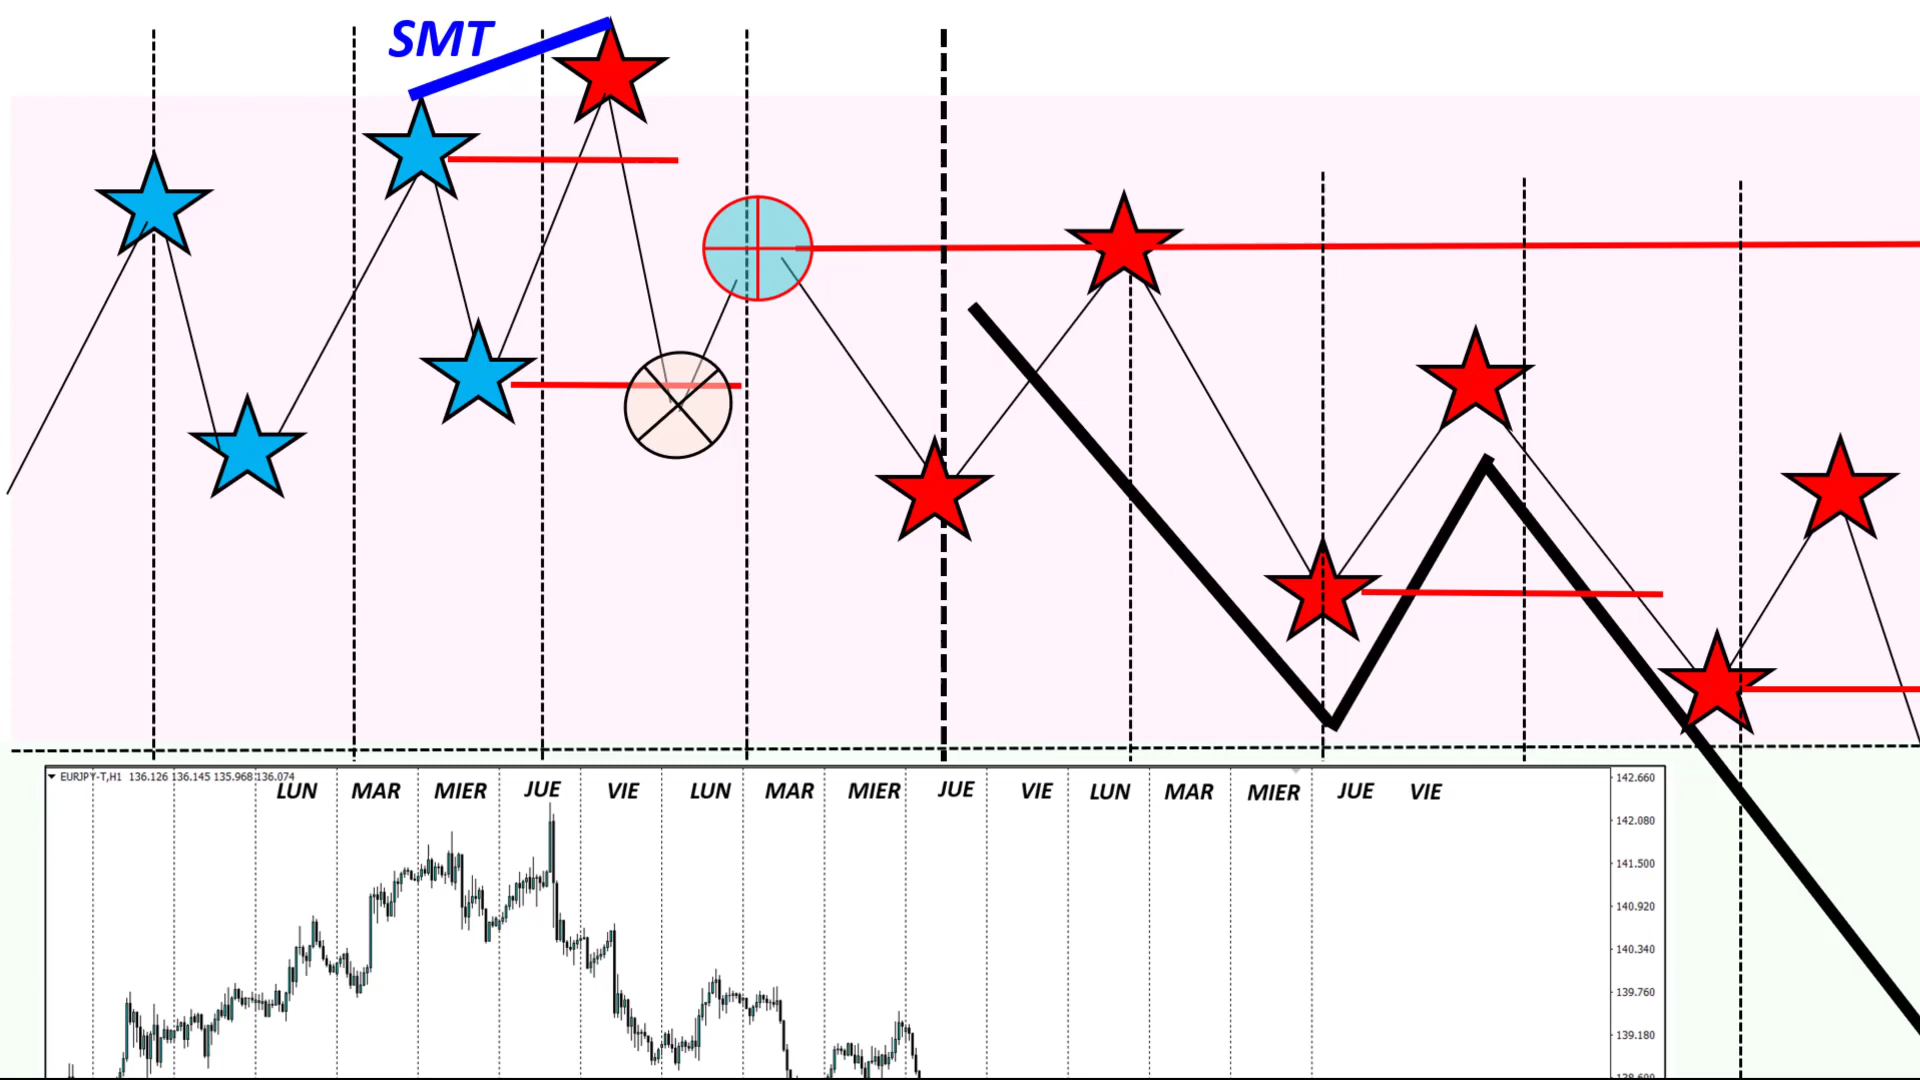 SMT
EURJPY-T,H1 136.126 136.145 135.968 136.074
LUN MAR MIER JUE VIE LUN MAR MIER JUE VIE LUN MAR MIER JUE VIE
142.660
142.080
141.500
140.920
140.340
139.760
139.180
138.600